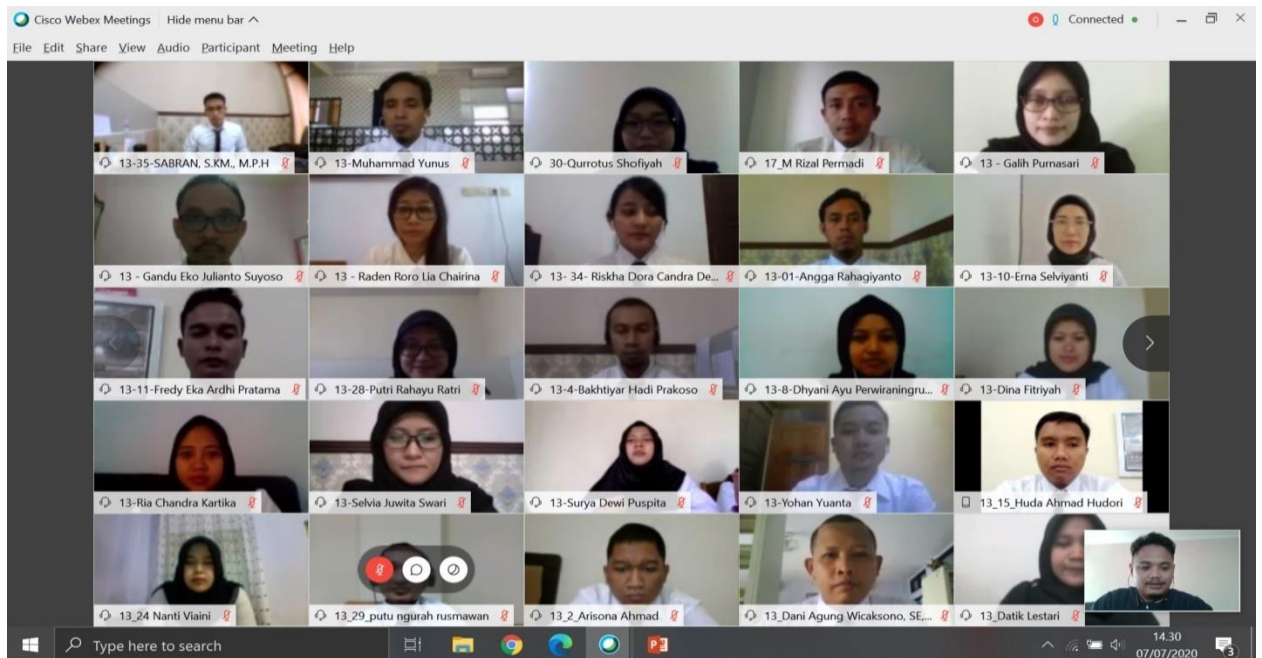 Cisco Webex Meetings Hide menu bar Connected
File Edit Share View Audio Participant Meeting Help
13-35-SABRAN, S.KM., M.P.H
13-Muhammad Yunus
30-Qurrotus Shofiyah
17_M Rizal Permadi
13 - Galih Purnasari
13 - Gandu Eko Julianto Suyoso
13 - Raden Roro Lia Chairina
13- 34- Riskha Dora Candra De...
13-01-Angga Rahagiyanto
13-10-Erna Selviyanti
13-11-Fredy Eka Ardhi Pratama
13-28-Putri Rahayu Ratri
13-4-Bakhtiyar Hadi Prakoso
13-8-Dhyani Ayu Perwiraningru...
13-Dina Fitriyah
13-Ria Chandra Kartika
13-Selvia Juwita Swari
13-Surya Dewi Puspita
13-Yohan Yuanta
13_15_Huda Ahmad Hudori
13_24 Nanti Viaini
13_29_putu ngurah rusmawan
13_2_Arisona Ahmad
13_Dani Agung Wicaksono, SE,...
13_Datik Lestari
Type here to search
14.30
07/07/2020
3